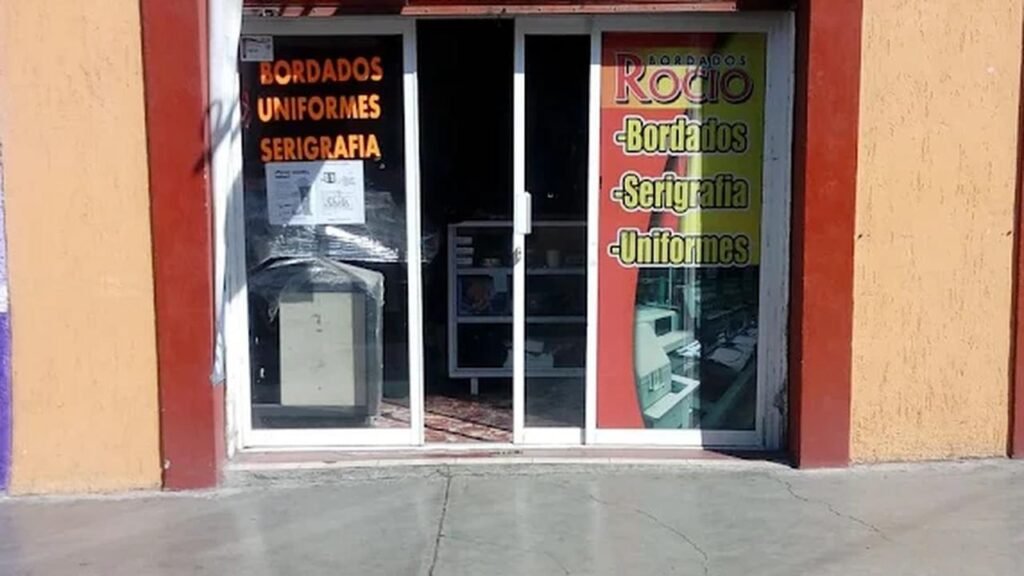 BORDADOS
UNIFORMES
SERIGRAFIA
BORDADOS
ROCIO
-Bordados
-Serigrafia
-Uniformes